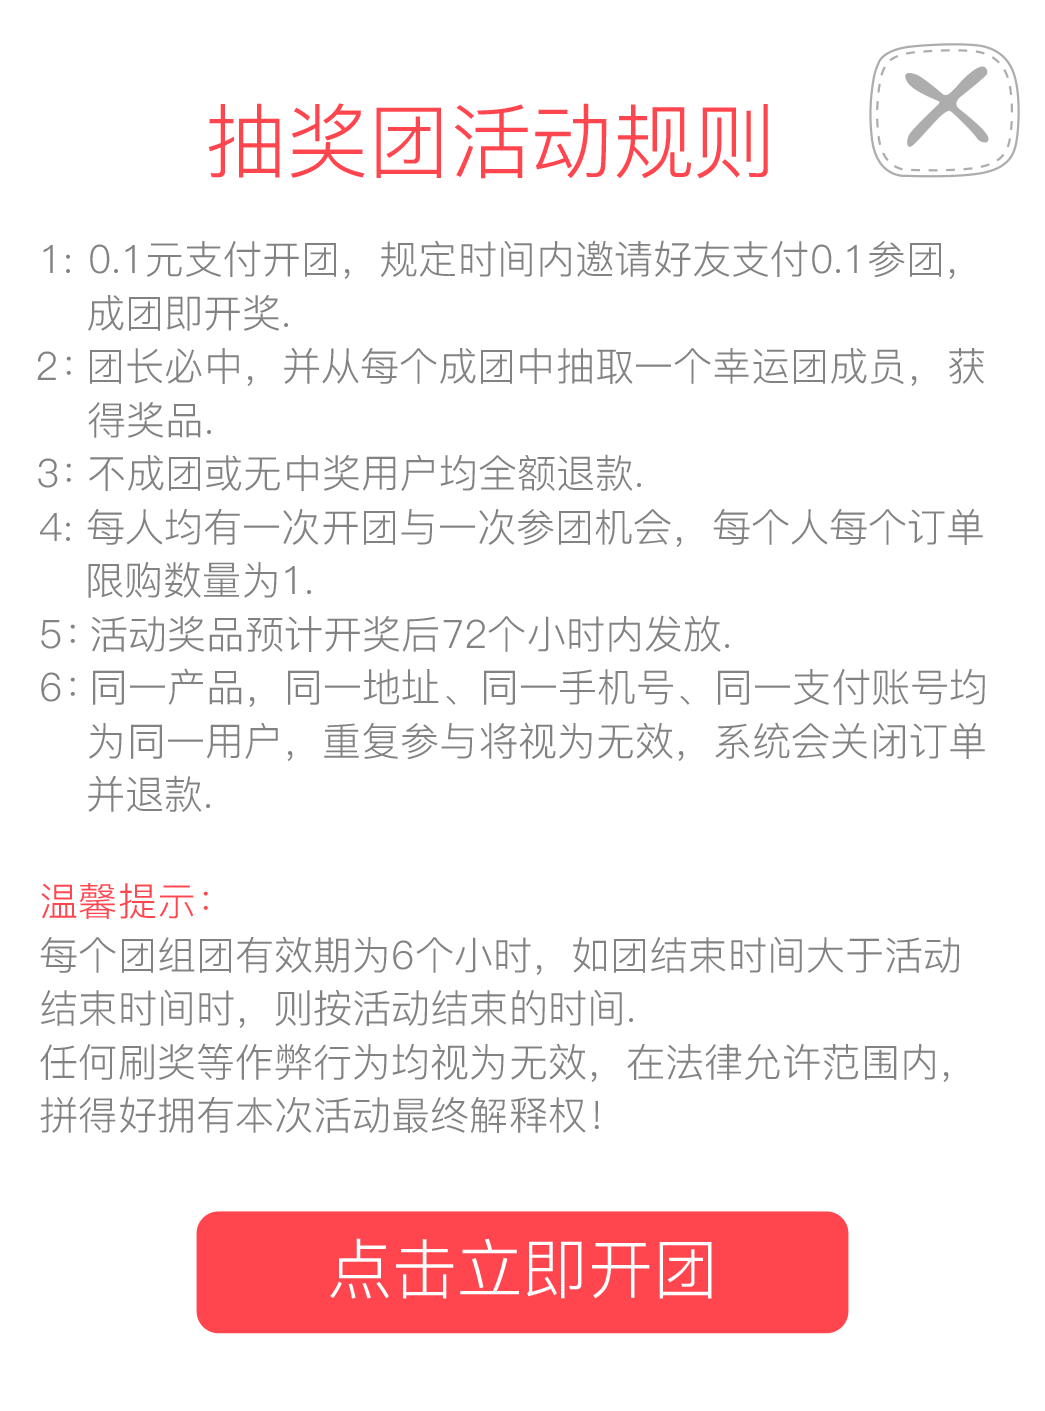 抽奖团活动规则
1: 0.1元支付开团，规定时间内邀请好友支付0.1参团，
成团即开奖.
2: 团长必中，并从每个成团中抽取一个幸运团成员，获
得奖品.
3: 不成团或无中奖用户均全额退款.
4: 每人均有一次开团与一次参团机会，每个人每个订单
限购数量为1.
5: 活动奖品预计开奖后72个小时内发放.
6: 同一产品，同一地址、同一手机号、同一支付账号均
为同一用户，重复参与将视为无效，系统会关闭订单
并退款.
温馨提示：
每个团组团有效期为6个小时，如团结束时间大于活动
结束时间时，则按活动结束的时间.
任何刷奖等作弊行为均视为无效，在法律允许范围内，
拼得好拥有本次活动最终解释权！
点击立即开团